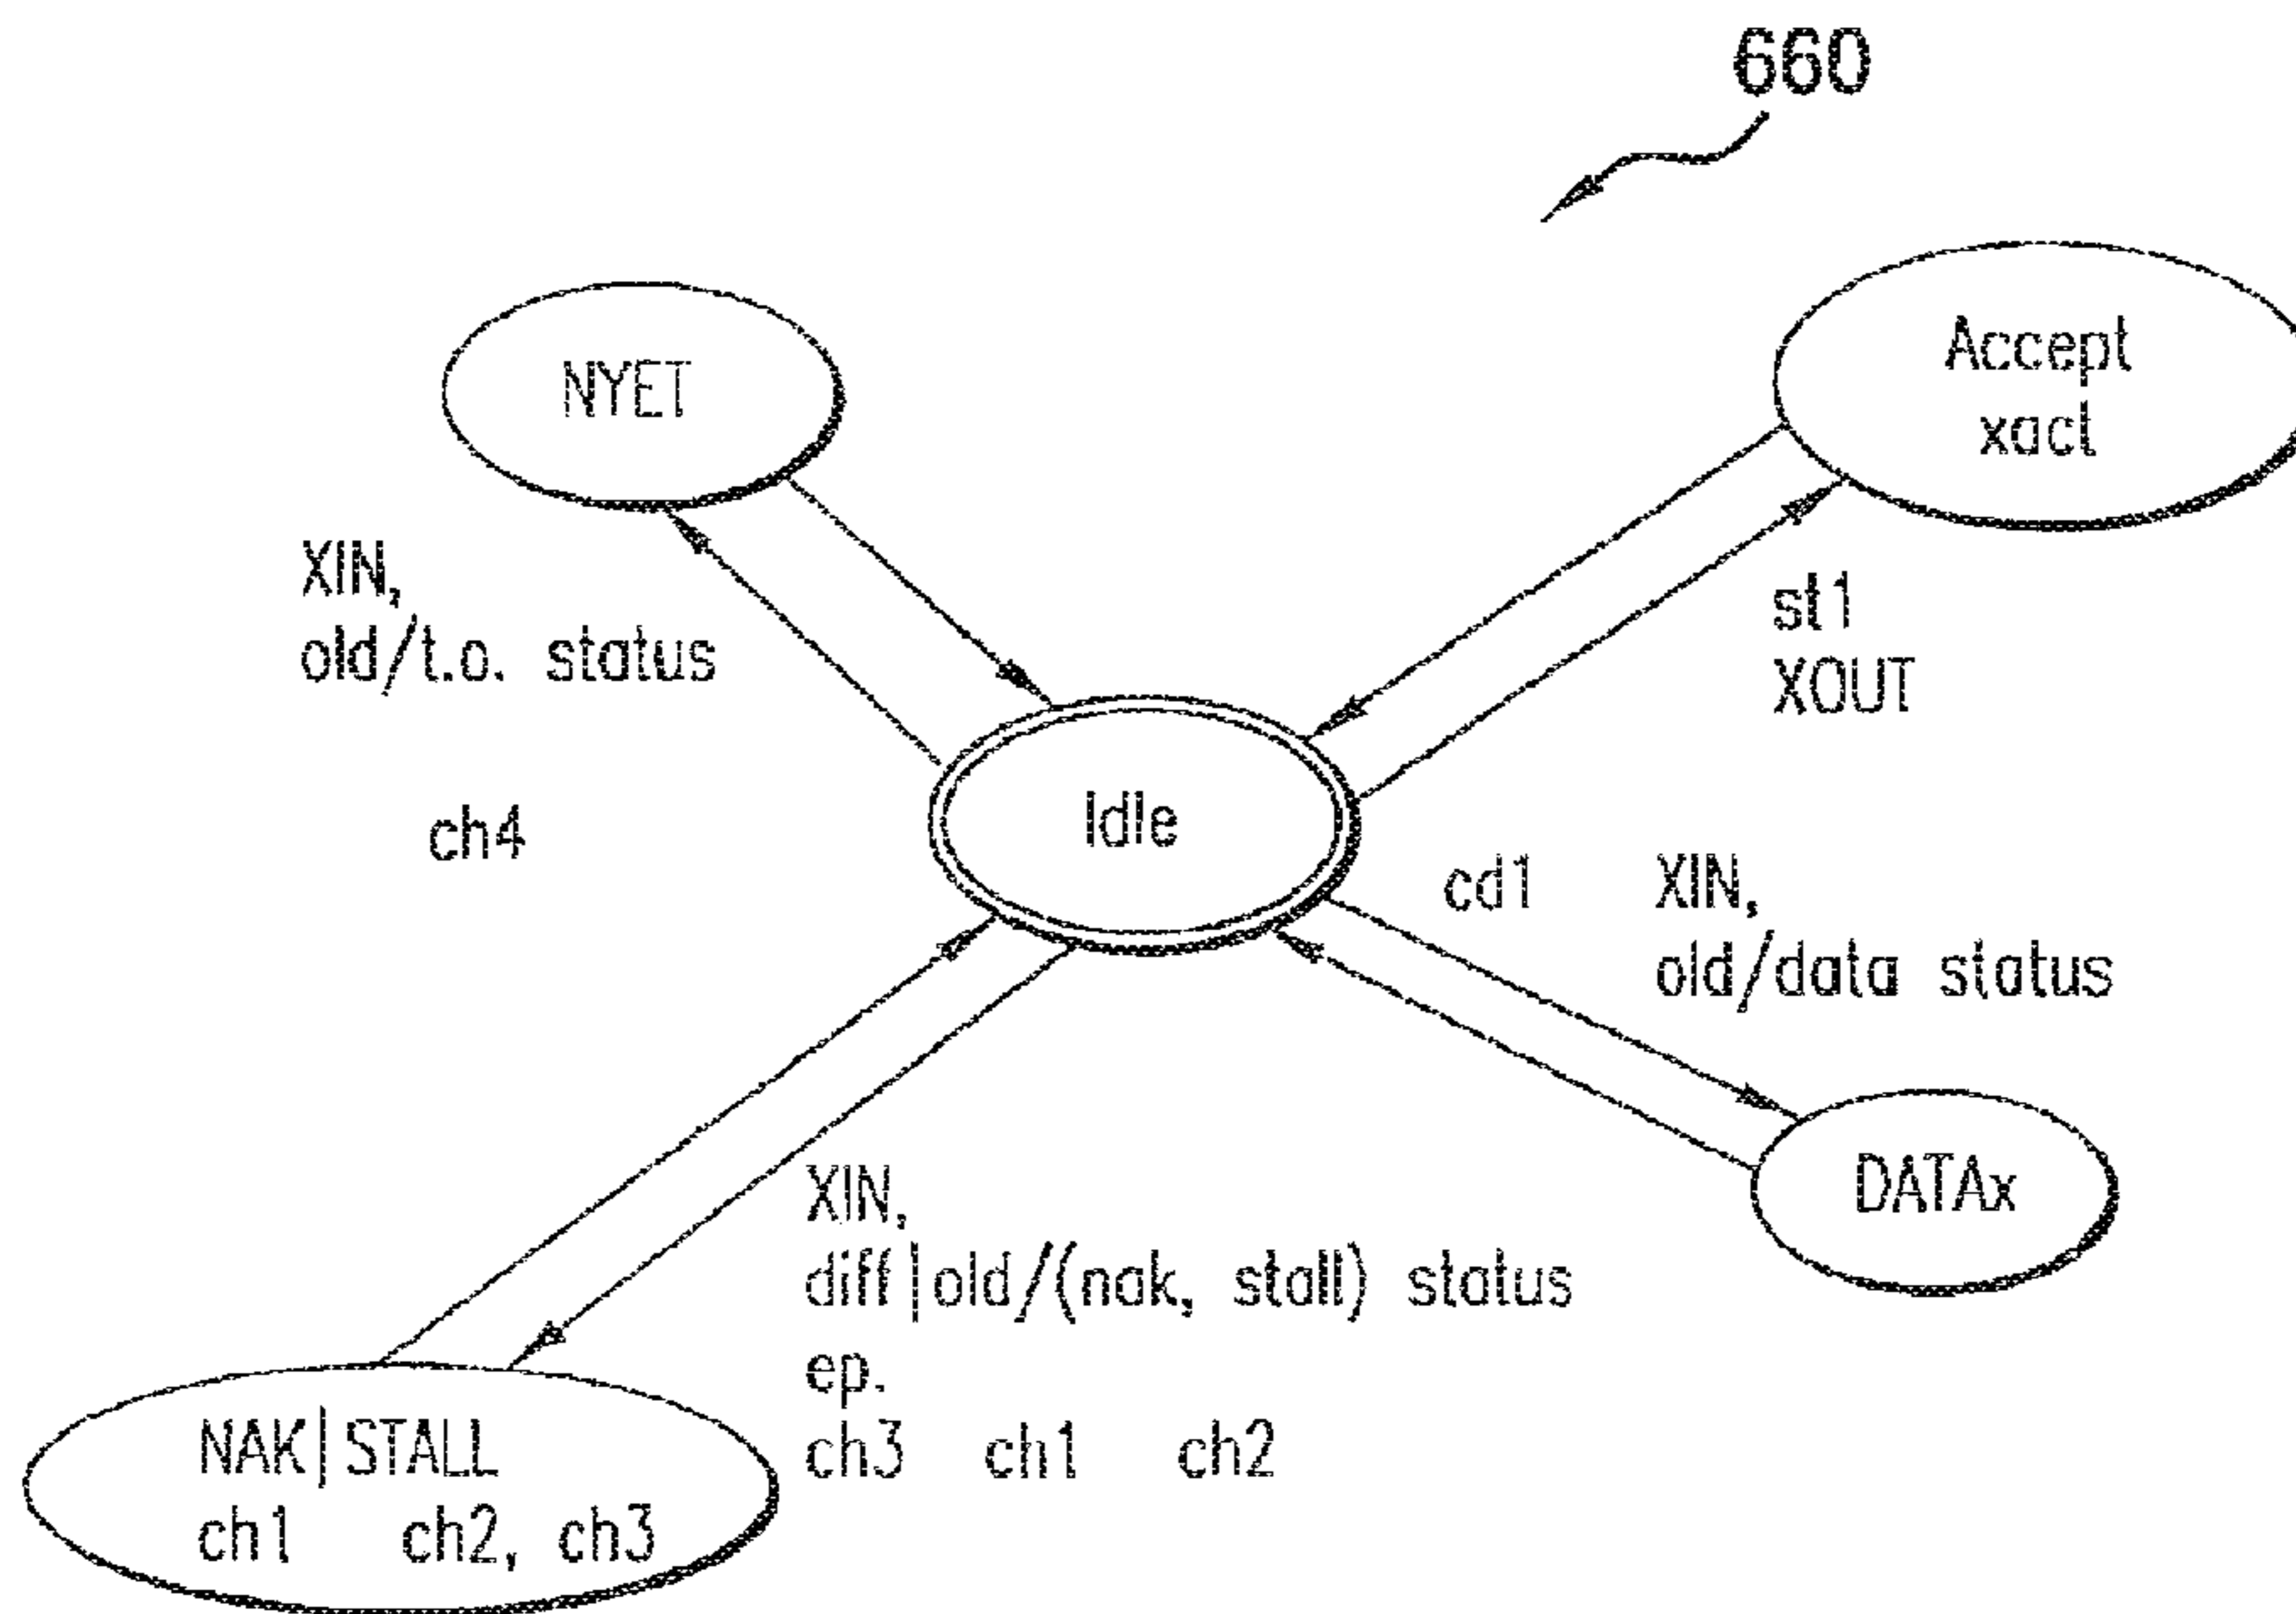 660
NYET
Accept
xact
XIN,
old/t.o. status
ch4
st1
XOUT
Idle
cd1
XIN,
old/data status
DATAx
XIN,
diff|old/(nak, stall) status
ep.
ch3 ch1 ch2
NAK|STALL
ch1 ch2, ch3